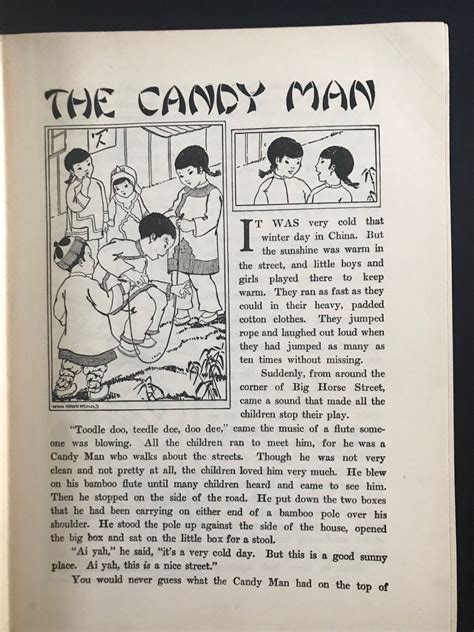 THE CANDY MAN
IT WAS very cold that
winter day in China. But
the sunshine was warm in
the street, and little boys and
girls played there to keep
warm. They ran as fast as they
could in their heavy, padded
cotton clothes. They jumped
rope and laughed out loud when
they had jumped as many as
ten times without missing.
Suddenly, from around the
corner of Big Horse Street,
came a sound that made all the
children stop their play.
"Toodle doo, teedle dee, doo dee," came the music of a flute some-
one was blowing. All the children ran to meet him, for he was a
Candy Man who walks about the streets. Though he was not very
clean and not pretty at all, the children loved him very much. He blew
on his bamboo flute until many children heard and came to see him.
Then he stopped on the side of the road. He put down the two boxes
that he had been carrying on either end of a bamboo pole over his
shoulder. He stood the pole up against the side of the house, opened
the big box and sat on the little box for a stool.
"Ai yah," he said, "it's a very cold day. But this is a good sunny
place. Ai yah, this is a nice street."
You would never guess what the Candy Man had on the top of